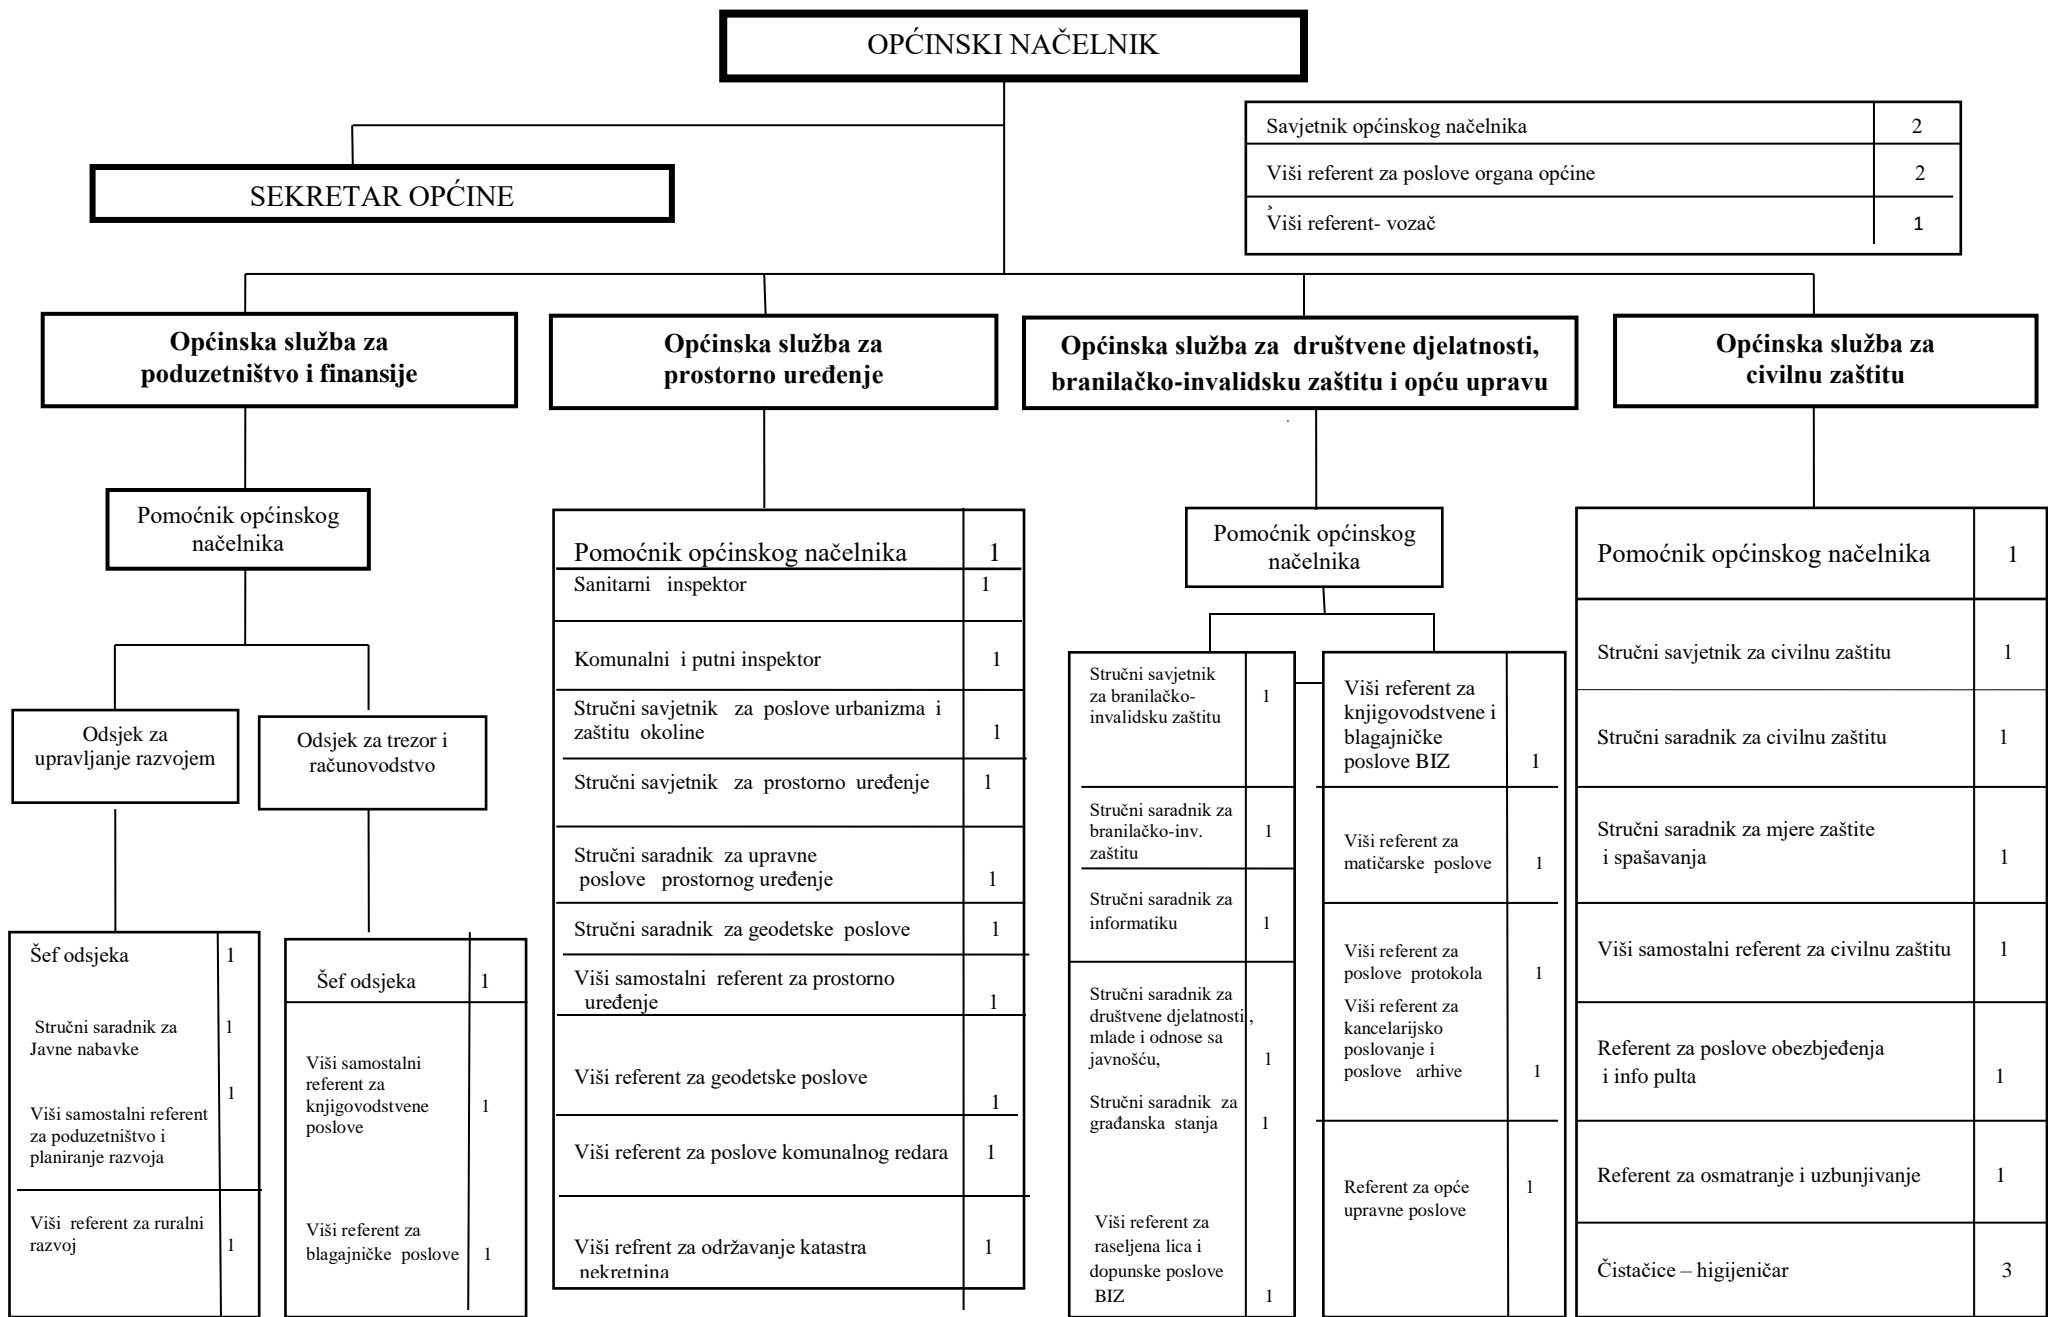 OPĆINSKI NAČELNIK
Savjetnik općinskog načelnika 2
Viši referent za poslove organa općine 2
Viši referent- vozač 1
SEKRETAR OPĆINE
Općinska služba za
poduzetništvo i finansije
Općinska služba za
prostorno uređenje
Općinska služba za društvene djelatnosti,
branilačko-invalidsku zaštitu i opću upravu
Općinska služba za
civilnu zaštitu
Pomoćnik općinskog
načelnika
Odsjek za
upravljanje razvojem
Odsjek za trezor i
računovodstvo
Šef odsjeka 1
Stručni saradnik za 1
Javne nabavke
1
Viši samostalni referent
za poduzetništvo i
planiranje razvoja
Viši referent za ruralni
razvoj 1
Šef odsjeka 1
Viši samostalni
referent za
knjigovodstvene 1
poslove
Viši referent za
blagajničke poslove 1
Pomoćnik općinskog načelnika 1
Sanitarni inspektor 1
Komunalni i putni inspektor 1
Stručni savjetnik za poslove urbanizma i
zaštitu okoline 1
Stručni savjetnik za prostorno uređenje 1
Stručni saradnik za upravne
poslove prostornog uređenje 1
Stručni saradnik za geodetske poslove 1
Viši samostalni referent za prostorno
uređenje 1
Viši referent za geodetske poslove
1
Viši referent za poslove komunalnog redara 1
Viši refrent za održavanje katastra 1
nekretnina
Pomoćnik općinskog
načelnika
Stručni savjetnik
za branilačko- 1
invalidsku zaštitu
Stručni saradnik za
branilačko-inv. 1
zaštitu
Stručni saradnik za
informatiku 1
Stručni saradnik za
društvene djelatnosti,
mlade i odnose sa
javnošću, 1
Stručni saradnik za
građanska stanja 1
Viši referent za
raseljena lica i
dopunske poslove
BIZ 1
Viši referent za
knjigovodstvene i
blagajničke
poslove BIZ 1
Viši referent za
matičarske poslove 1
Viši referent za
poslove protokola 1
Viši referent za
kancelarijsko
poslovanje i
poslove arhive 1
Referent za opće 1
upravne poslove
Pomoćnik općinskog načelnika 1
Stručni savjetnik za civilnu zaštitu 1
Stručni saradnik za civilnu zaštitu 1
Stručni saradnik za mjere zaštite
i spašavanja 1
Viši samostalni referent za civilnu zaštitu 1
Referent za poslove obezbjeđenja
i info pulta 1
Referent za osmatranje i uzbunjivanje 1
Čistačice – higijeničar 3